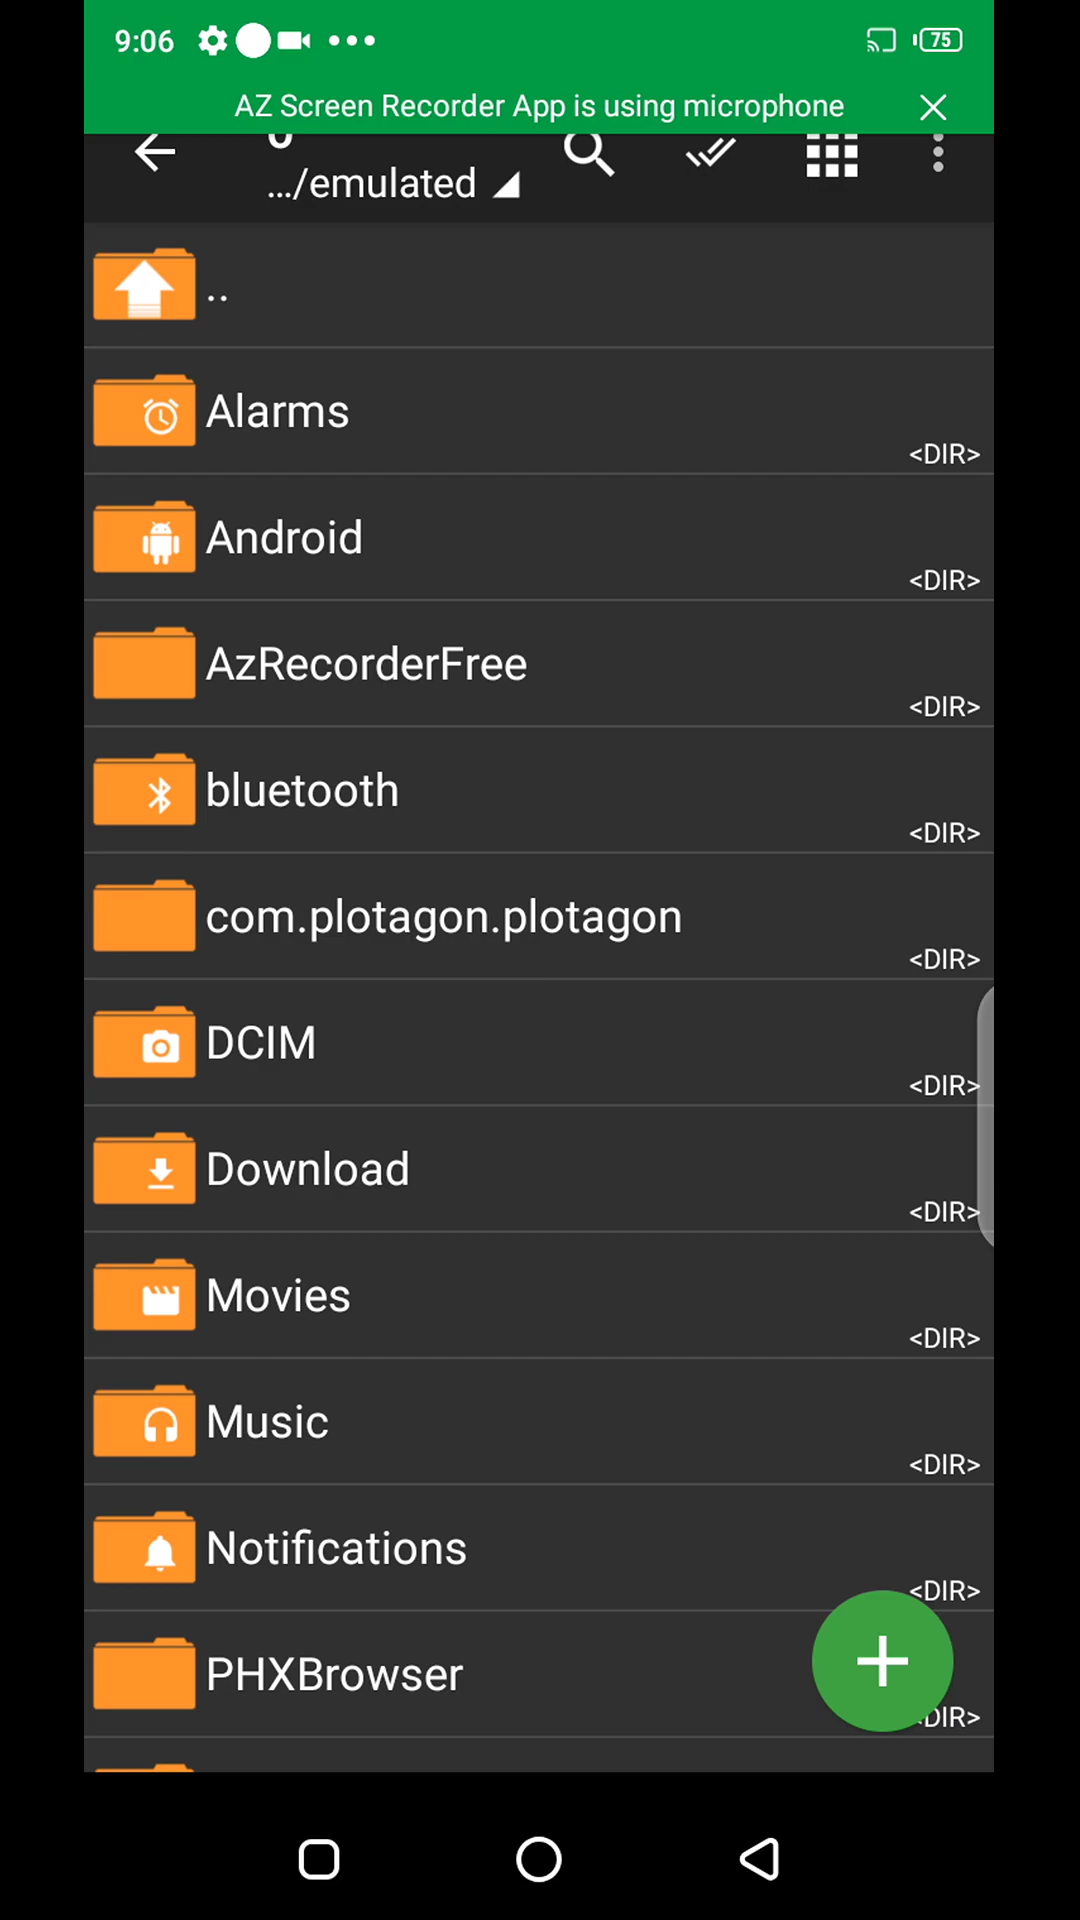 9:06 75
AZ Screen Recorder App is using microphone
…/emulated
..
Alarms
<DIR>
Android
<DIR>
AzRecorderFree
<DIR>
bluetooth
<DIR>
com.plotagon.plotagon
<DIR>
DCIM
<DIR>
Download
<DIR>
Movies
<DIR>
Music
<DIR>
Notifications
<DIR>
PHXBrowser
DIR>